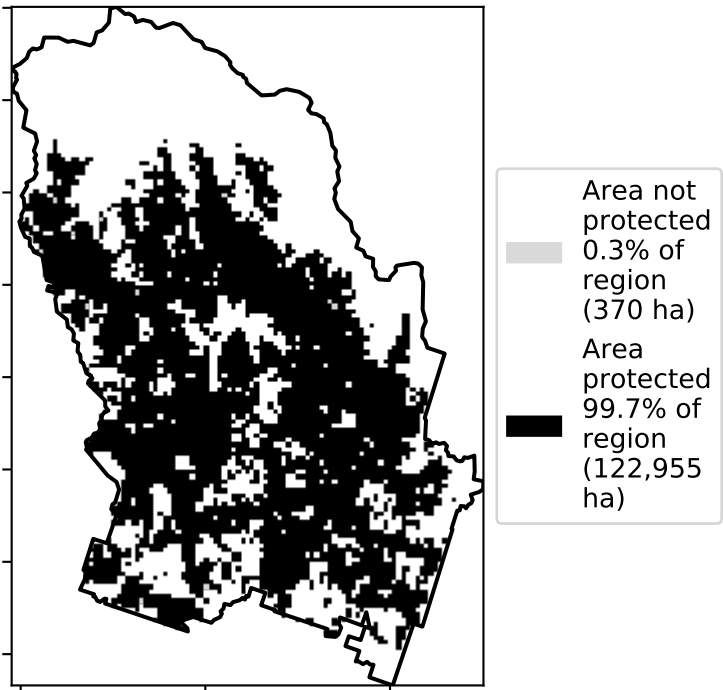 Area not
protected
0.3% of
region
(370 ha)
Area
protected
99.7% of
region
(122,955
ha)